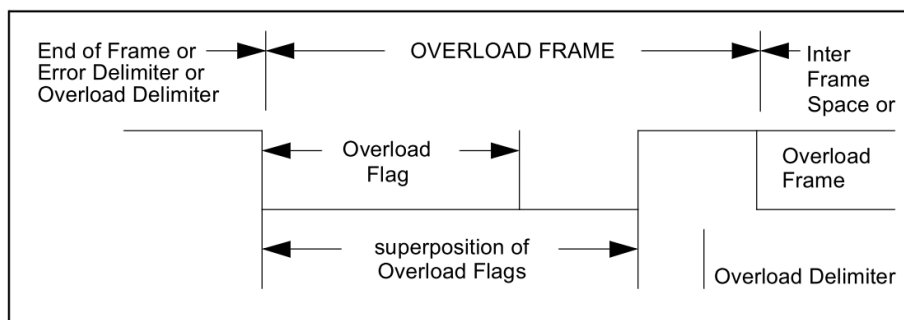 End of Frame or
Error Delimiter or
Overload Delimiter
OVERLOAD FRAME
Inter
Frame
Space or
Overload
Flag
Overload
Frame
superposition of
Overload Flags
Overload Delimiter